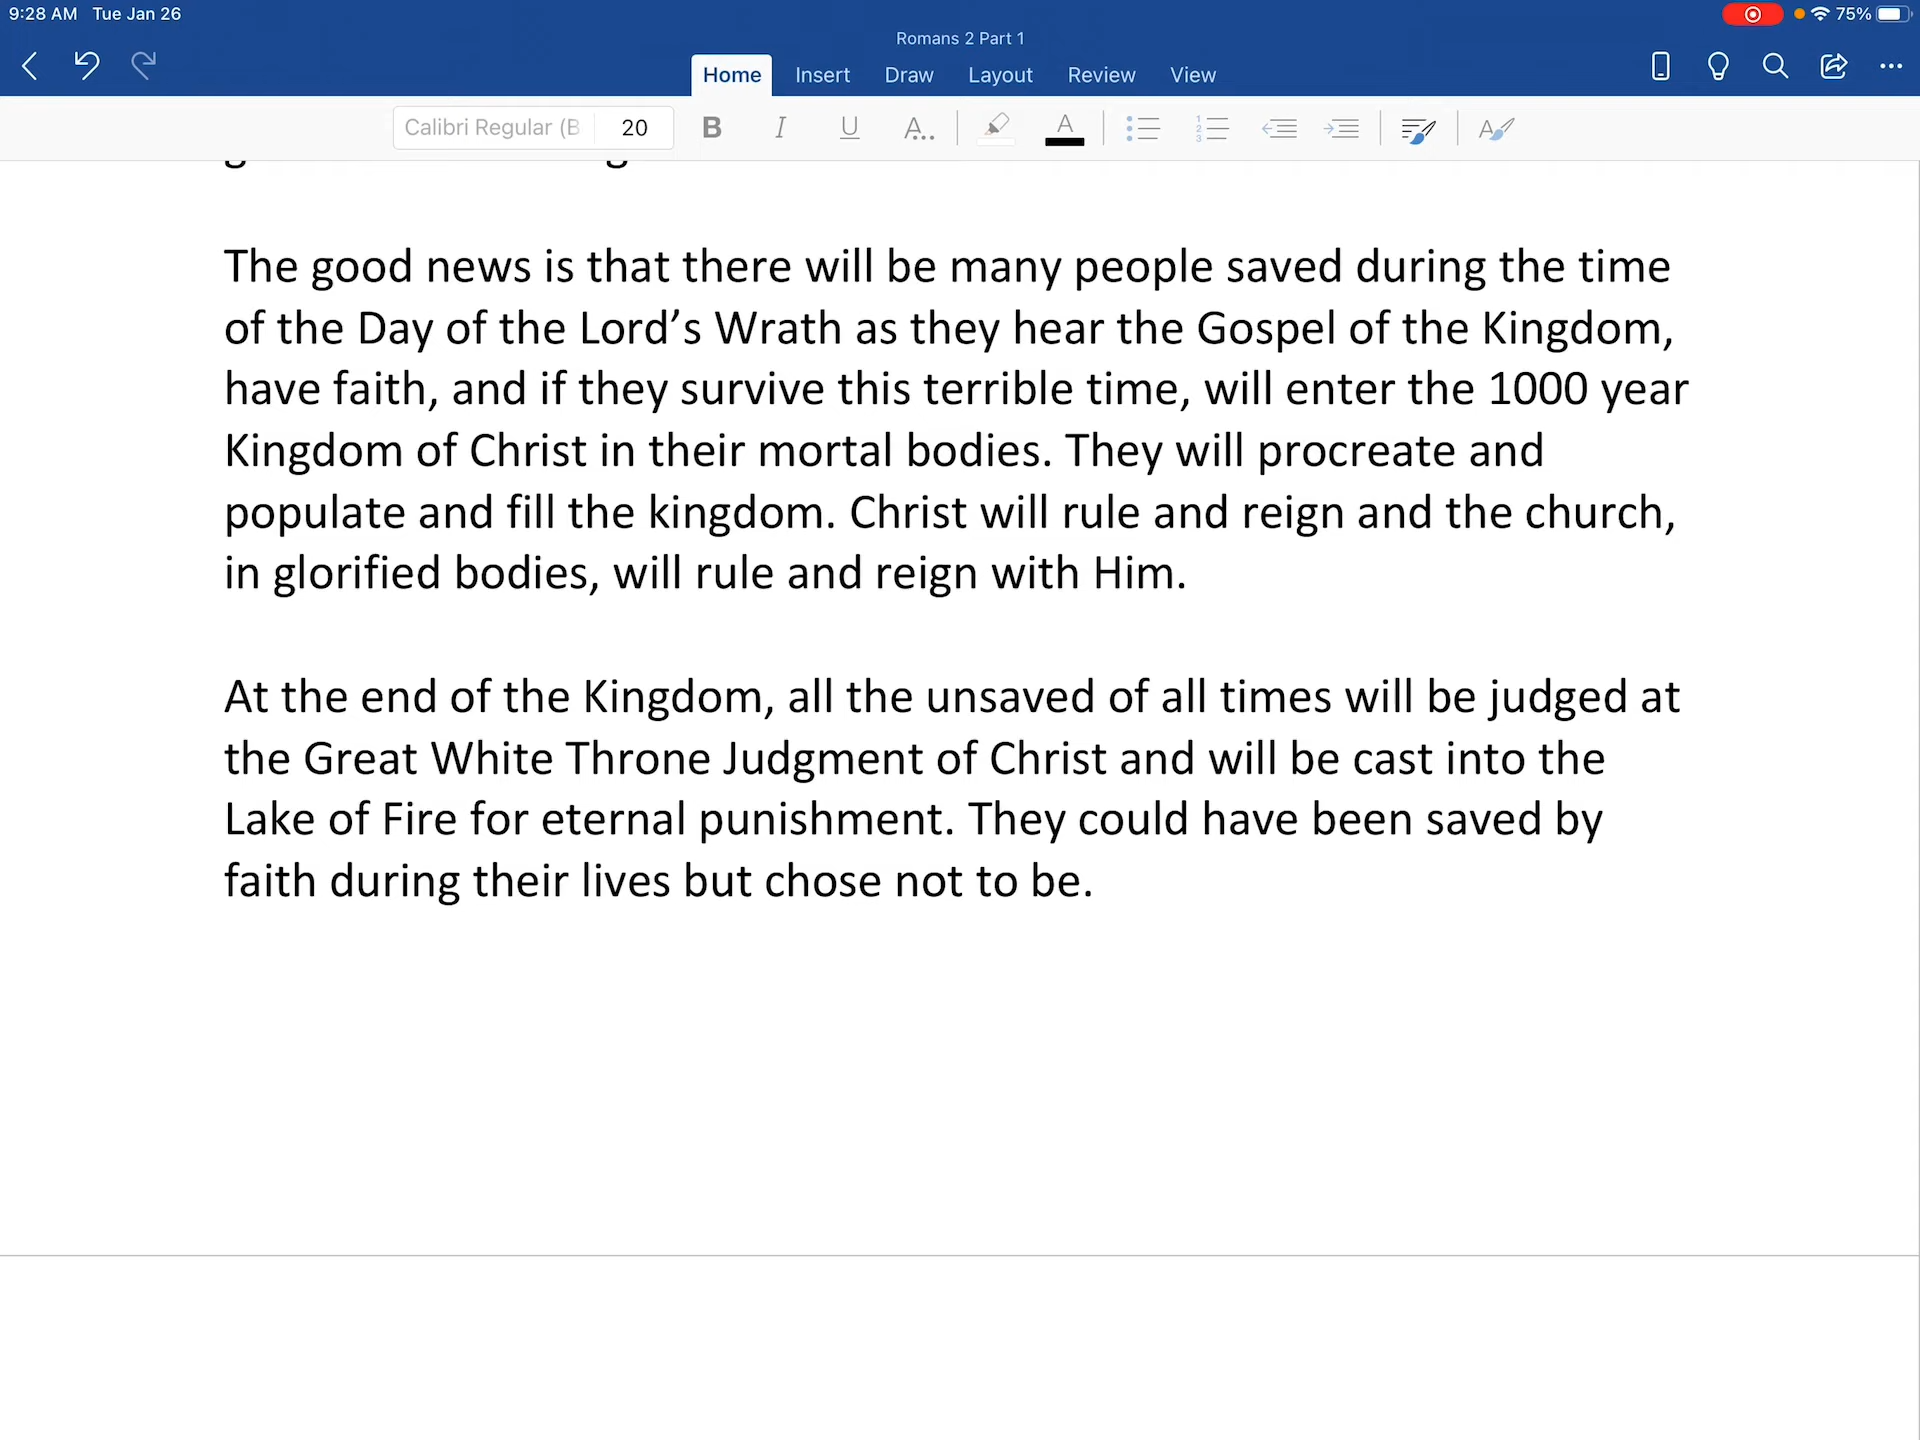 9:28 AM Tue Jan 26
75%
Romans 2 Part 1
Home Insert Draw Layout Review View
Calibri Regular (B 20 B I U A..
The good news is that there will be many people saved during the time
of the Day of the Lord’s Wrath as they hear the Gospel of the Kingdom,
have faith, and if they survive this terrible time, will enter the 1000 year
Kingdom of Christ in their mortal bodies. They will procreate and
populate and fill the kingdom. Christ will rule and reign and the church,
in glorified bodies, will rule and reign with Him.
At the end of the Kingdom, all the unsaved of all times will be judged at
the Great White Throne Judgment of Christ and will be cast into the
Lake of Fire for eternal punishment. They could have been saved by
faith during their lives but chose not to be.